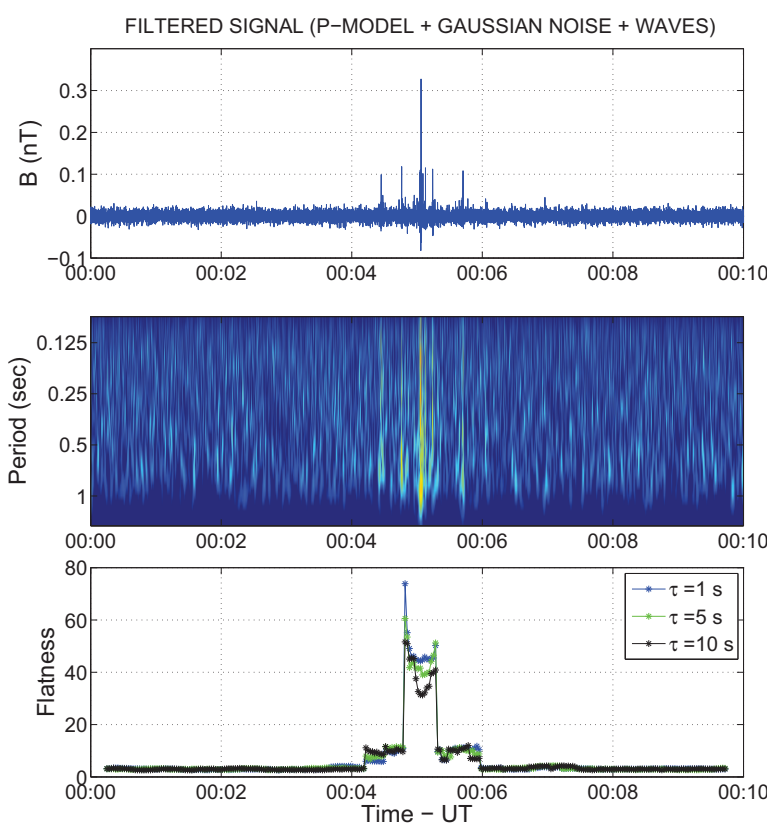 FILTERED SIGNAL (P−MODEL + GAUSSIAN NOISE + WAVES)
0.3
0.2
0.1
0
−0.1
B (nT)
00:00 00:02 00:04 00:06 00:08 00:10
0.125
0.25
0.5
1
Period (sec)
00:00 00:02 00:04 00:06 00:08 00:10
80
60
40
20
0
Flatness
τ =1 s
τ =5 s
τ =10 s
00:00 00:02 00:04 00:06 00:08 00:10
Time − UT